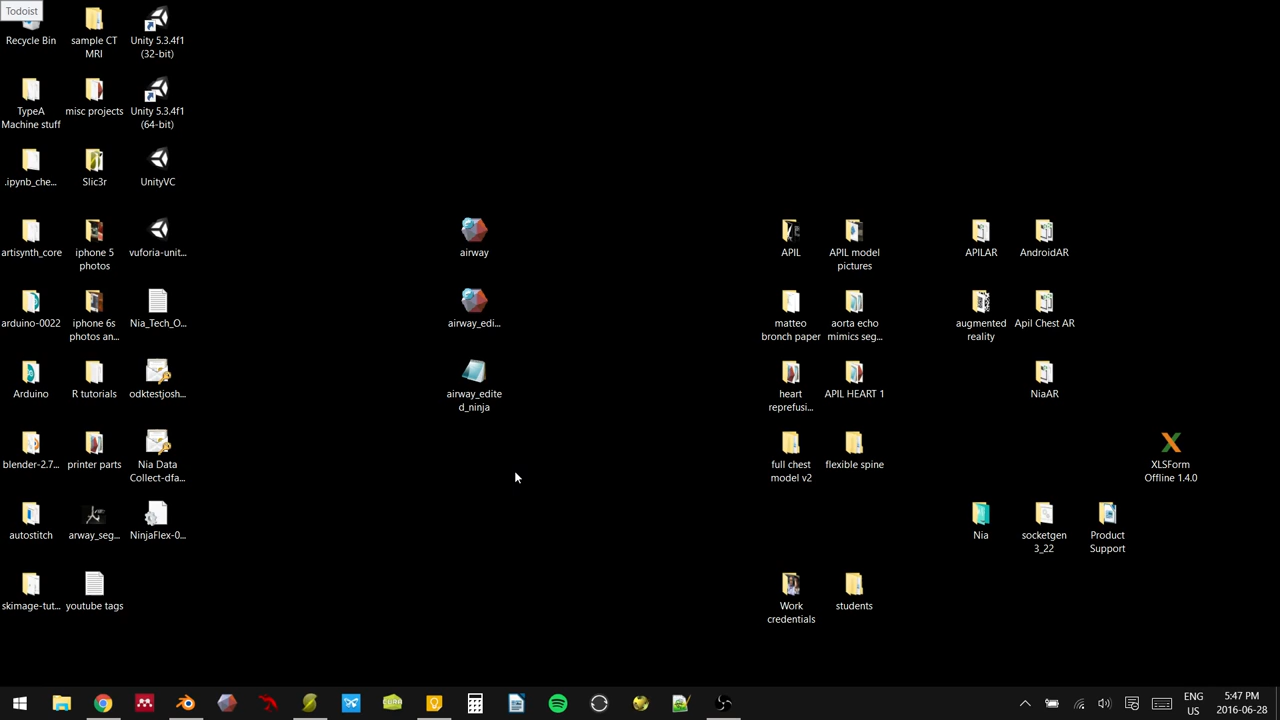 Todoist
Recycle Bin
sample CT
MRI
Unity 5.3.4f1
(32-bit)
TypeA
Machine stuff
misc projects
Unity 5.3.4f1
(64-bit)
.ipynb_che...
Slic3r
UnityVC
artisynth_core
iphone 5
photos
vuforia-unit...
airway
APIL
APIL model
pictures
APILAR
AndroidAR
arduino-0022
iphone 6s
photos an...
Nia_Tech_O...
airway_edi...
matteo
bronch paper
aorta echo
mimics seg...
augmented
reality
Apil Chest AR
Arduino
R tutorials
odktestjosh...
airway_edite
d_ninja
heart
reprefusi...
APIL HEART 1
NiaAR
blender-2.7...
printer parts
Nia Data
Collect-dfa...
full chest
model v2
flexible spine
XLSForm
Offline 1.4.0
autostitch
arway_seg...
NinjaFlex-0...
Nia
socketgen
3_22
Product
Support
skimage-tut...
youtube tags
Work
credentials
students
CURA
ENG
US
5:47 PM
2016-06-28